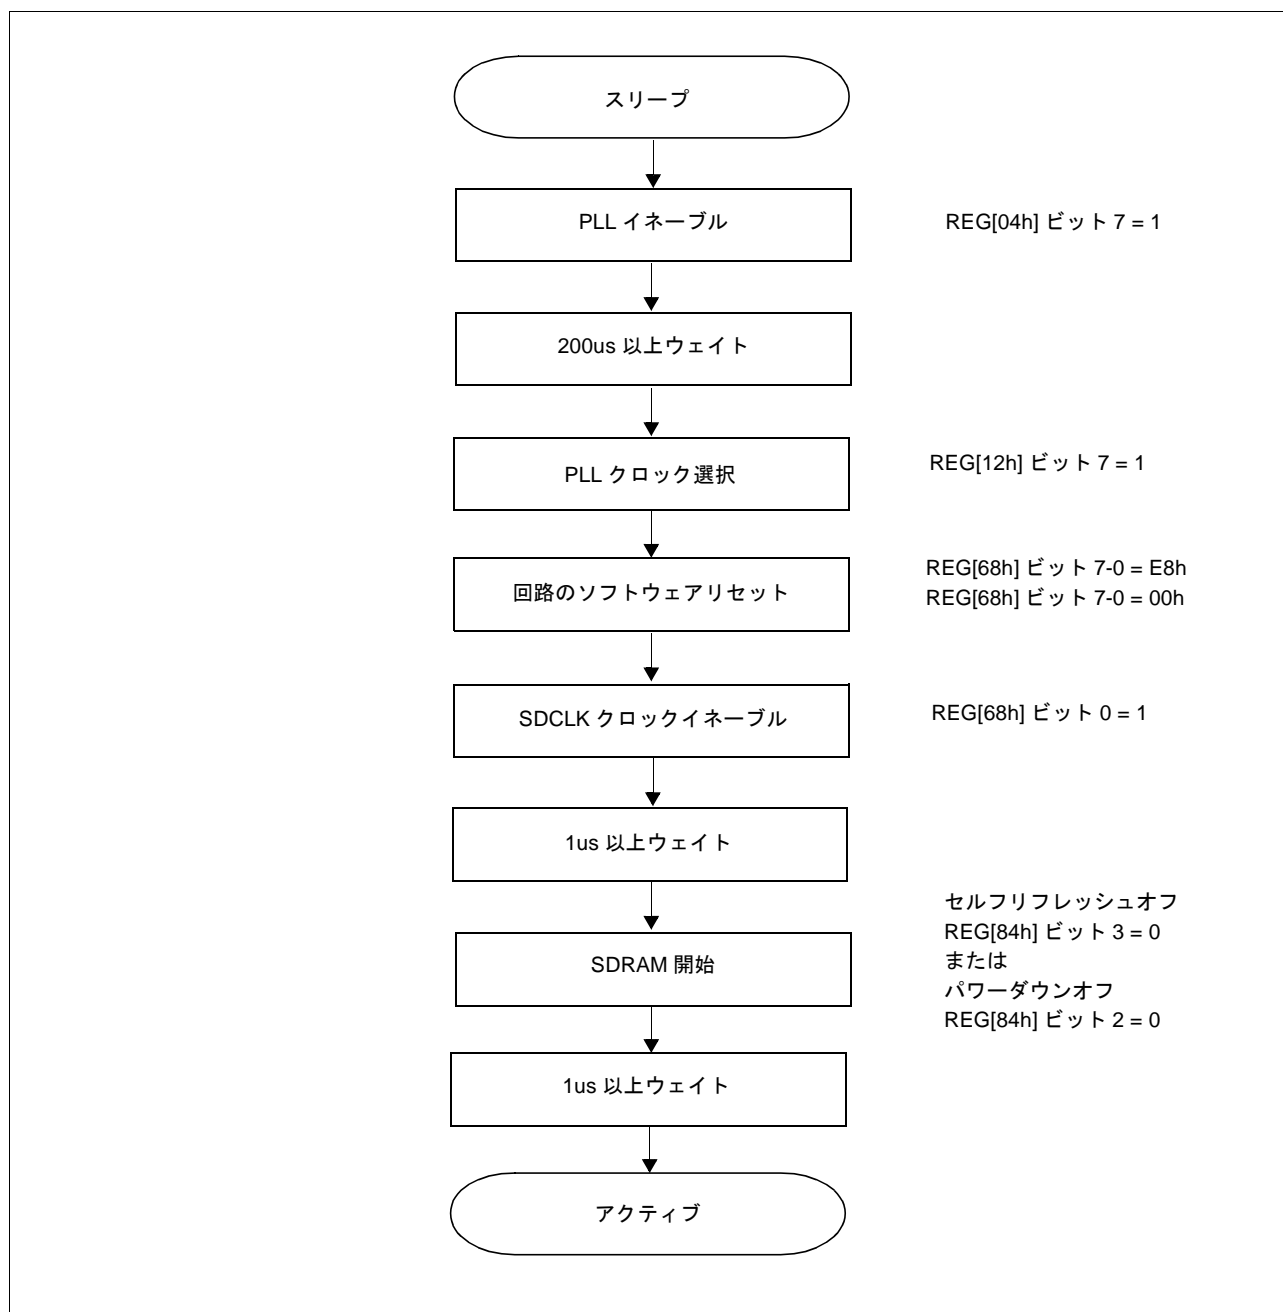 スリープ
PLL イネーブル
REG[04h] ビット 7 = 1
200us 以上ウェイト
PLL クロック選択
REG[12h] ビット 7 = 1
回路のソフトウェアリセット
REG[68h] ビット 7-0 = E8h
REG[68h] ビット 7-0 = 00h
SDCLK クロックイネーブル
REG[68h] ビット 0 = 1
1us 以上ウェイト
SDRAM 開始
セルフリフレッシュオフ
REG[84h] ビット 3 = 0
または
パワーダウンオフ
REG[84h] ビット 2 = 0
1us 以上ウェイト
アクティブ